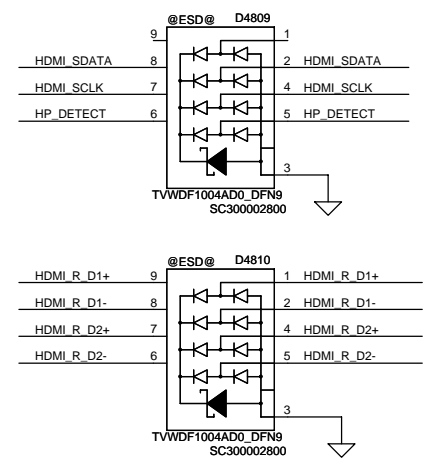 @ESD@ D4809
9 1
HDMI_SDATA 8 2 HDMI_SDATA
HDMI_SCLK 7 4 HDMI_SCLK
HP_DETECT 6 5 HP_DETECT
3
TVWDF1004AD0_DFN9
SC300002800
@ESD@ D4810
HDMI_R_D1+ 9 1 HDMI_R_D1+
HDMI_R_D1- 8 2 HDMI_R_D1-
HDMI_R_D2+ 7 4 HDMI_R_D2+
HDMI_R_D2- 6 5 HDMI_R_D2-
3
TVWDF1004AD0_DFN9
SC300002800